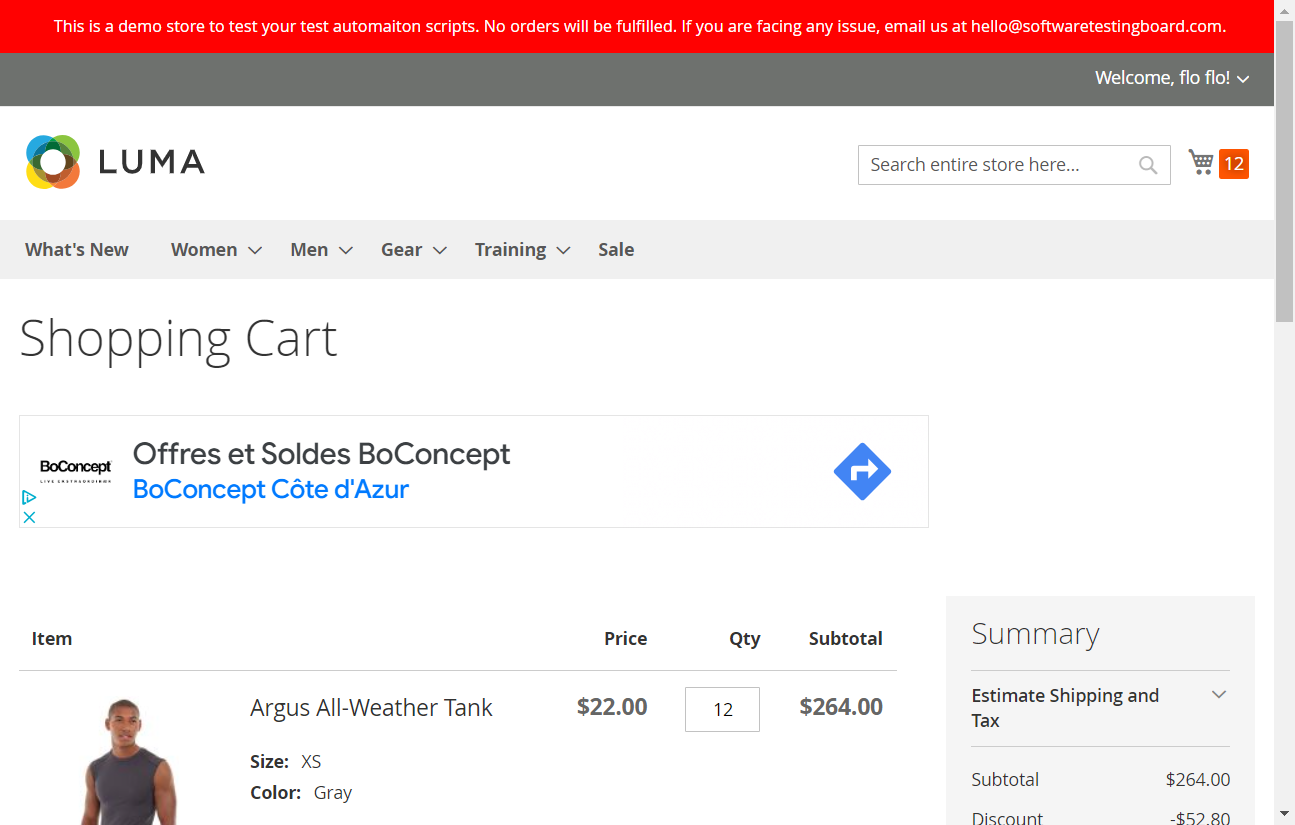 This is a demo store to test your test automaiton scripts. No orders will be fulfilled. If you are facing any issue, email us at hello@softwaretestingboard.com.
Welcome, flo flo!
LUMA
Search entire store here...
12
What's New
Women
Men
Gear
Training
Sale
Shopping Cart
BoConcept
Offres et Soldes BoConcept
BoConcept Côte d'Azur
Item
Price
Qty
Subtotal
Argus All-Weather Tank
$22.00
12
$264.00
Size: XS
Color: Gray
Summary
Estimate Shipping and
Tax
Subtotal
$264.00
Discount
-$52.80